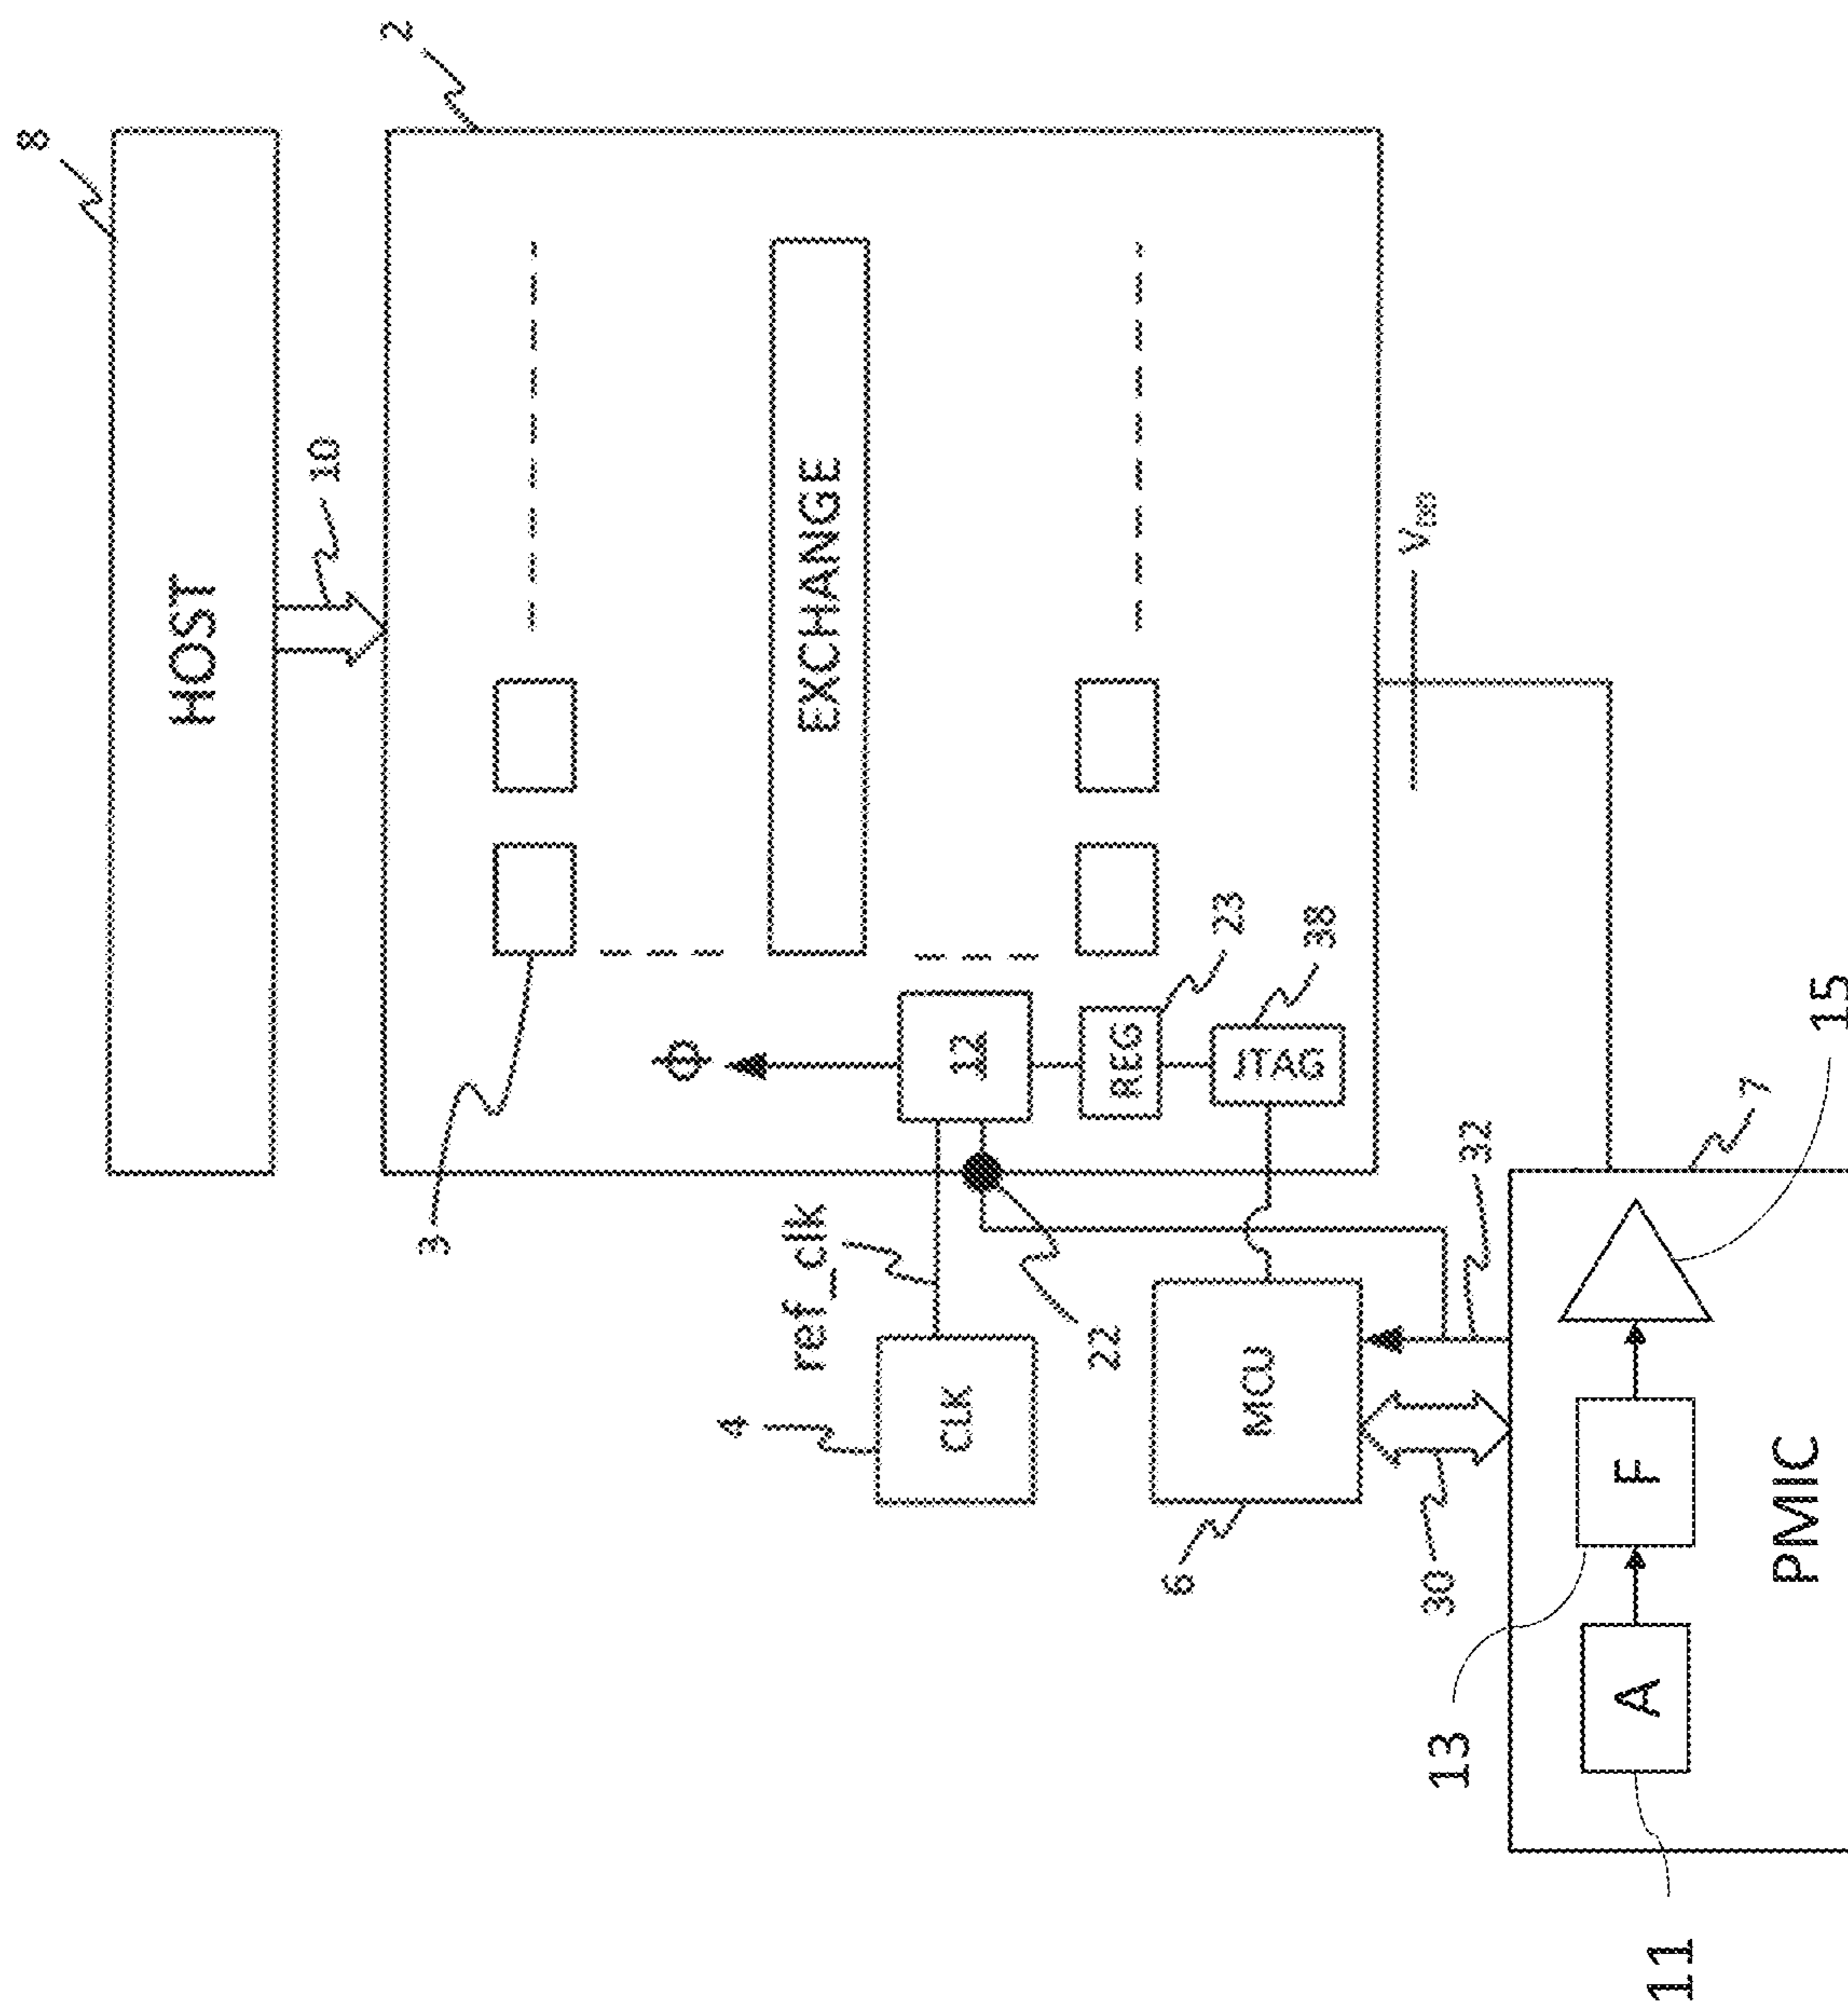 8
HOST
10
2
3
EXCHANGE
Φ
12
REG
23
JTAG
38
V_DD
ref_clk
4
CLK
22
6
MCU
30
32
7
13
A
F
15
PMIC
11